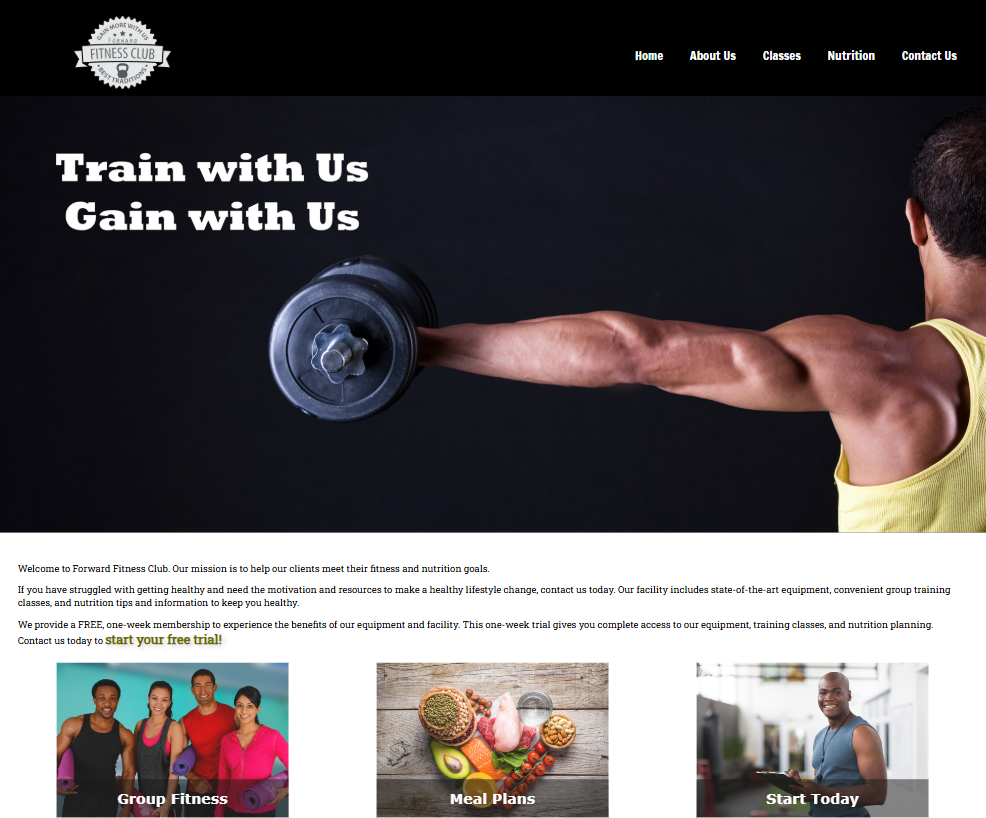 GAIN MORE WITH US
FORWARD
FITNESS CLUB
BEST TRADITIONS
Home About Us Classes Nutrition Contact Us
Train with Us
Gain with Us
Welcome to Forward Fitness Club. Our mission is to help our clients meet their fitness and nutrition goals.
If you have struggled with getting healthy and need the motivation and resources to make a healthy lifestyle change, contact us today. Our facility includes state-of-the-art equipment, convenient group training
classes, and nutrition tips and information to keep you healthy.
We provide a FREE, one-week membership to experience the benefits of our equipment and facility. This one-week trial gives you complete access to our equipment, training classes, and nutrition planning.
Contact us today to start your free trial!
Group Fitness
Meal Plans
Start Today